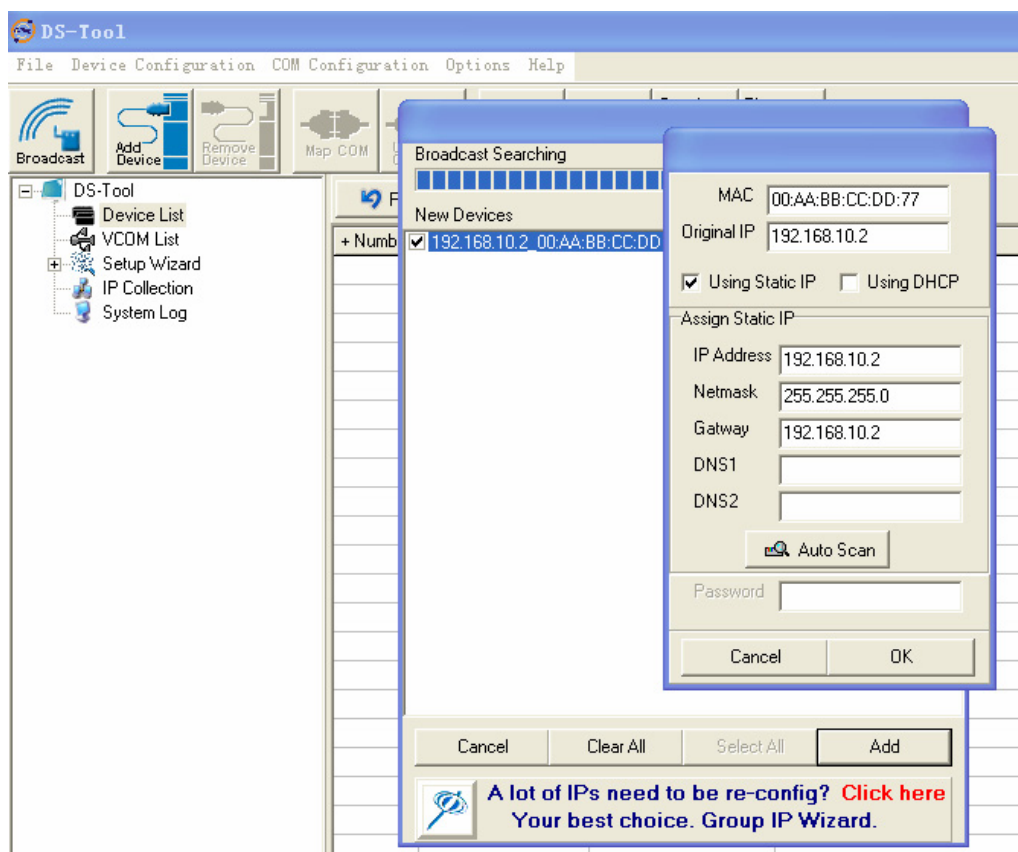 DS-Tool
File Device Configuration COM Configuration Options Help
Broadcast
Add Device
Remove Device
Map COM
DS-Tool
Device List
VCOM List
Setup Wizard
IP Collection
System Log
+ Numb
Broadcast Searching
New Devices
192.168.10.2_00:AA:BB:CC:DD
Cancel
Clear All
Select All
Add
A lot of IPs need to be re-config? Click here
Your best choice. Group IP Wizard.
MAC 00:AA:BB:CC:DD:77
Original IP 192.168.10.2
Using Static IP Using DHCP
Assign Static IP
IP Address 192.168.10.2
Netmask 255.255.255.0
Gatway 192.168.10.2
DNS1
DNS2
Auto Scan
Password
Cancel OK